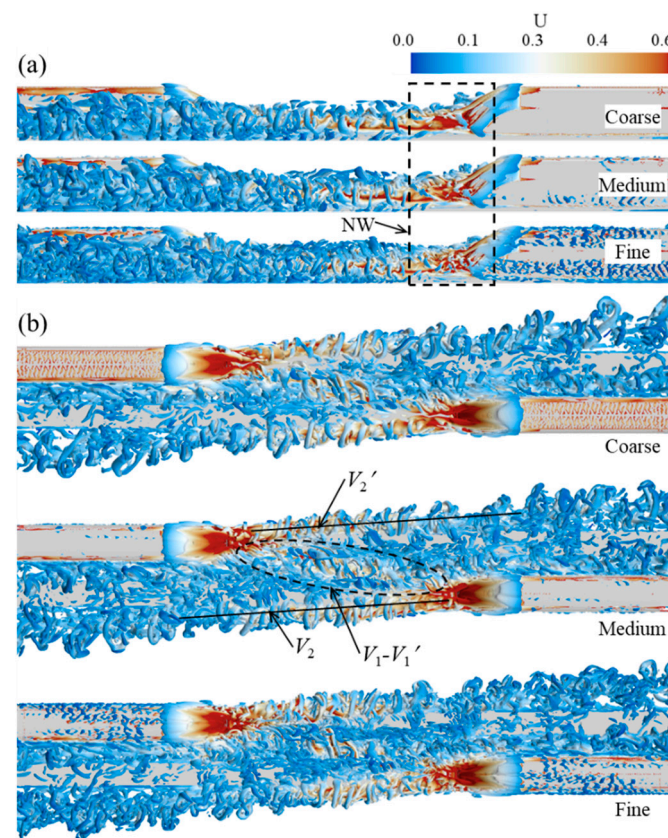 U
0.0 0.1 0.3 0.4 0.6
(a)
Coarse
Medium
NW
Fine
(b)
Coarse
V₂′
Medium
V₂
V₁-V₁′
Fine